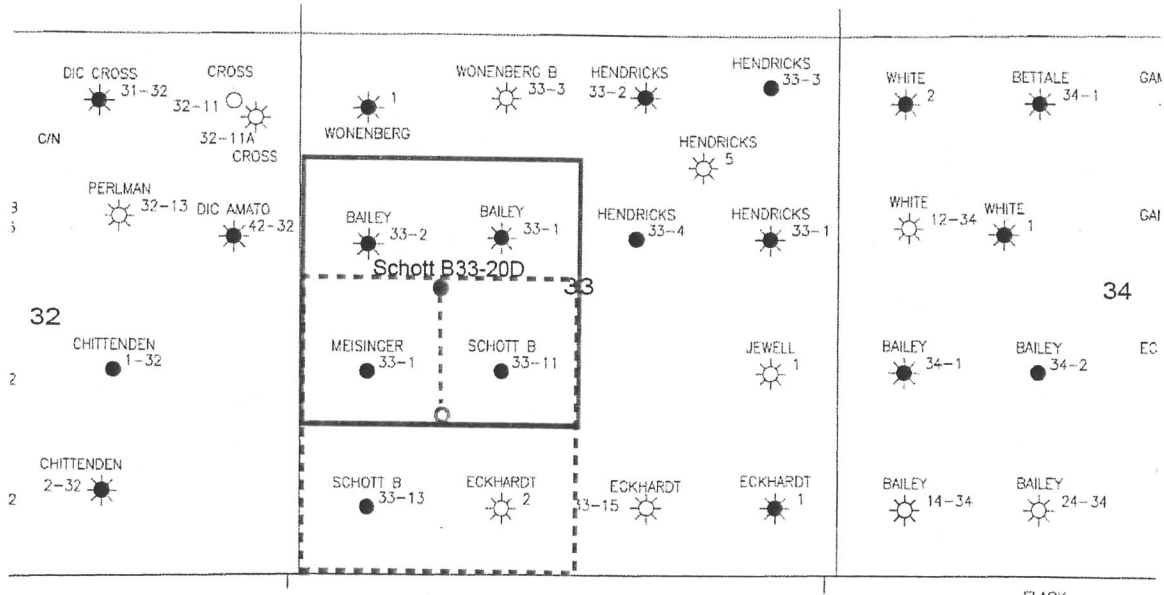 DIC CROSS
31-32
CROSS
32-11
32-11A
CROSS
C/N
1
WONENBERG
WONENBERG B
33-3
HENDRICKS
33-2
HENDRICKS
33-3
HENDRICKS
5
WHITE
2
BETTALE
34-1
PERLMAN
32-13
DIC AMATO
42-32
BAILEY
33-2
BAILEY
33-1
HENDRICKS
33-4
HENDRICKS
33-1
WHITE
12-34
WHITE
1
Schott B33-20D
32
33
34
CHITTENDEN
1-32
MEISINGER
33-1
SCHOTT B
33-11
JEWELL
1
BAILEY
34-1
BAILEY
34-2
2
CHITTENDEN
2-32
SCHOTT B
33-13
ECKHARDT
2
33-15
ECKHARDT
ECKHARDT
1
BAILEY
14-34
BAILEY
24-34
2